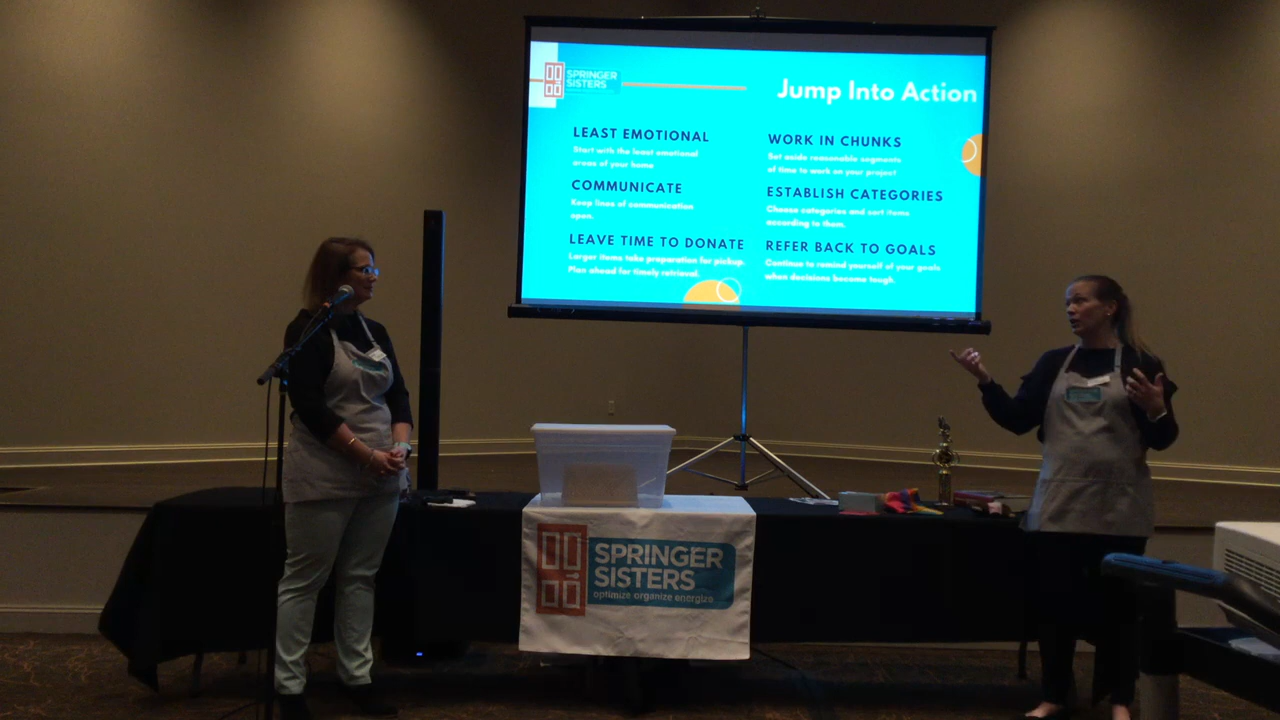 SPRINGER
SISTERS
Jump Into Action
LEAST EMOTIONAL
Start with the least emotional
areas of your home
COMMUNICATE
Keep lines of communication
open.
LEAVE TIME TO DONATE
Larger items take preparation for pickup.
Plan ahead for timely retrieval.
WORK IN CHUNKS
Set aside reasonable segments
of time to work on your project
ESTABLISH CATEGORIES
Choose categories and sort items
according to them.
REFER BACK TO GOALS
Continue to remind yourself of your goals
when decisions become tough.
SPRINGER
SISTERS
optimize organize energize